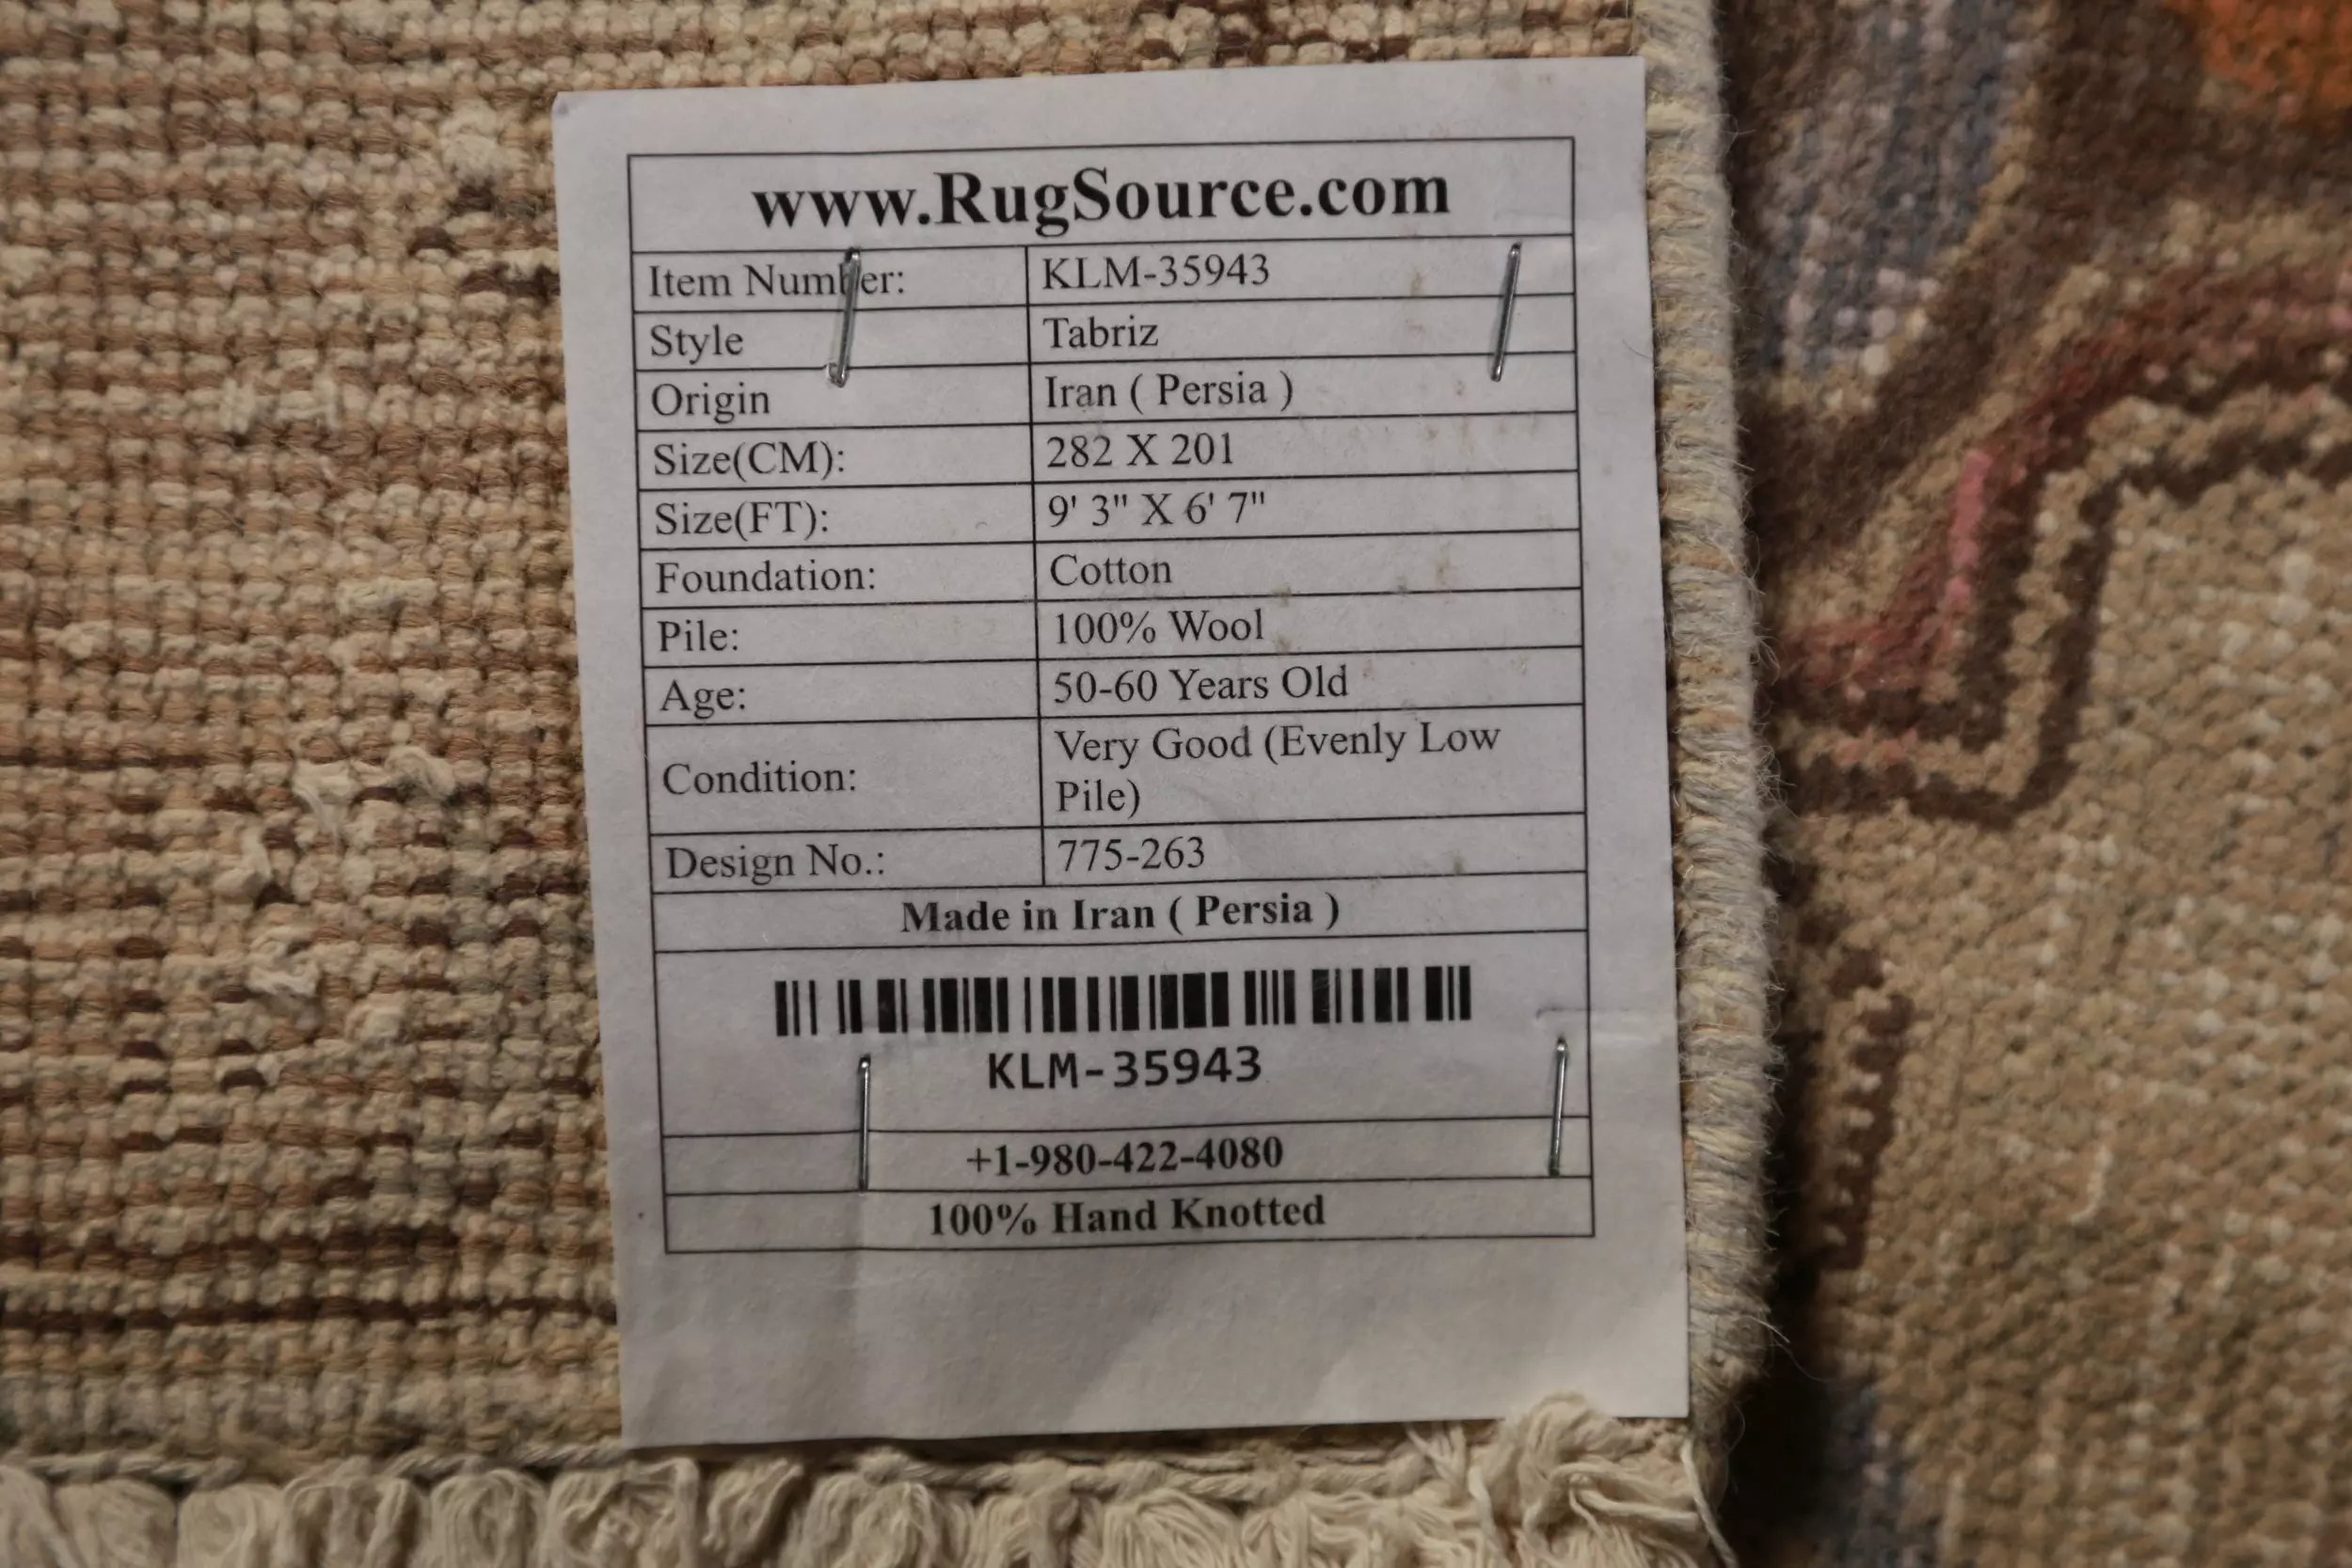 www.RugSource.com
Item Number: KLM-35943
Style Tabriz
Origin Iran ( Persia )
Size(CM): 282 X 201
Size(FT): 9' 3" X 6' 7"
Foundation: Cotton
Pile: 100% Wool
Age: 50-60 Years Old
Condition: Very Good (Evenly Low
Pile)
Design No.: 775-263
Made in Iran ( Persia )
KLM-35943
+1-980-422-4080
100% Hand Knotted